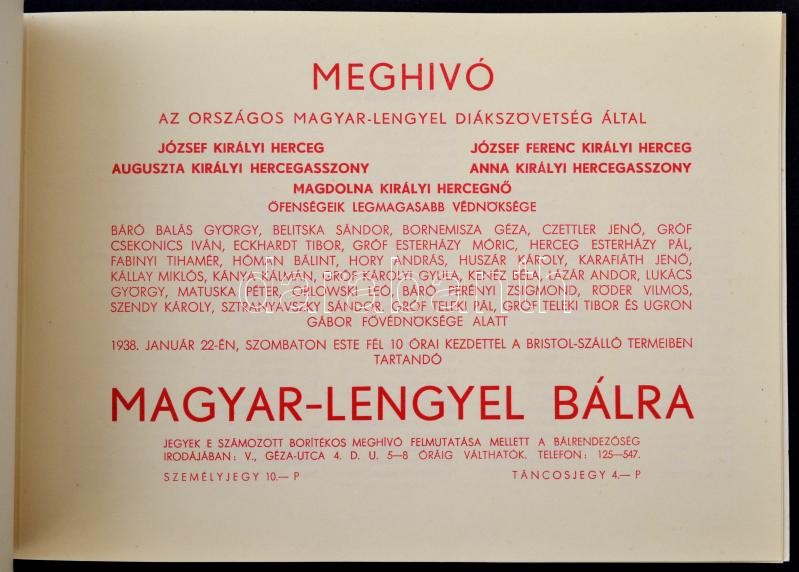 MEGHIVÓ
AZ ORSZÁGOS MAGYAR-LENGYEL DIÁKSZÖVETSÉG ÁLTAL
JÓZSEF KIRÁLYI HERCEG JÓZSEF FERENC KIRÁLYI HERCEG
AUGUSZTA KIRÁLYI HERCEGASSZONY ANNA KIRÁLYI HERCEGASSZONY
MAGDOLNA KIRÁLYI HERCEGNŐ
ŐFENSÉGEIK LEGMAGASABB VÉDNÖKSÉGE
BÁRÓ BALÁS GYÖRGY, BELITSKA SÁNDOR, BORNEMISZA GÉZA, CZETTLER JENŐ, GRÓF
CSEKONICS IVÁN, ECKHARDT TIBOR, GRÓF ESTERHÁZY MÓRIC, HERCEG ESTERHÁZY PÁL,
FABINYI TIHAMÉR, HÓMAN BÁLINT, HORY ANDRÁS, HUSZÁR KÁROLY, KARAFIÁTH JENŐ,
KÁLLAY MIKLÓS, KÁNYA KÁLMÁN, GRÓF KÁROLYI GYULA, KENÉZ BÉLA, LÁZÁR ANDOR, LUKÁCS
GYÖRGY, MATUSKA PÉTER, ORLOWSKI LEÓ, BÁRÓ PERÉNYI ZSIGMOND, RÖDER VILMOS,
SZENDY KÁROLY, SZTRANYAVSZKY SÁNDOR. GRÓF TELEKI PÁL, GRÓF TELEKI TIBOR ÉS UGRON
GÁBOR FŐVÉDNÖKSÉGE ALATT
1938. JANUÁR 22-ÉN, SZOMBATON ESTE FÉL 10 ÓRAI KEZDETTEL A BRISTOL-SZÁLLÓ TERMEIBEN
TARTANDÓ
MAGYAR-LENGYEL BÁLRA
JEGYEK E SZÁMOZOTT BORÍTÉKOS MEGHÍVÓ FELMUTATÁSA MELLETT A BÁLRENDEZŐSÉG
IRODÁJÁBAN: V., GÉZA-UTCA 4. D. U. 5—8 ÓRÁIG VÁLTHATÓK. TELEFON: 125—547.
SZEMÉLYJEGY 10.— P TÁNCOSJEGY 4.— P
darabanth